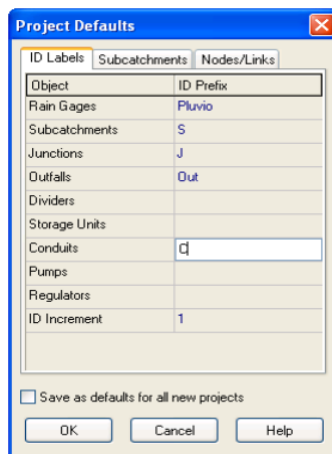 Project Defaults
ID Labels Subcatchments Nodes/Links
Object ID Prefix
Rain Gages Pluvio
Subcatchments S
Junctions J
Outfalls Out
Dividers
Storage Units
Conduits C
Pumps
Regulators
ID Increment 1
Save as defaults for all new projects
OK Cancel Help